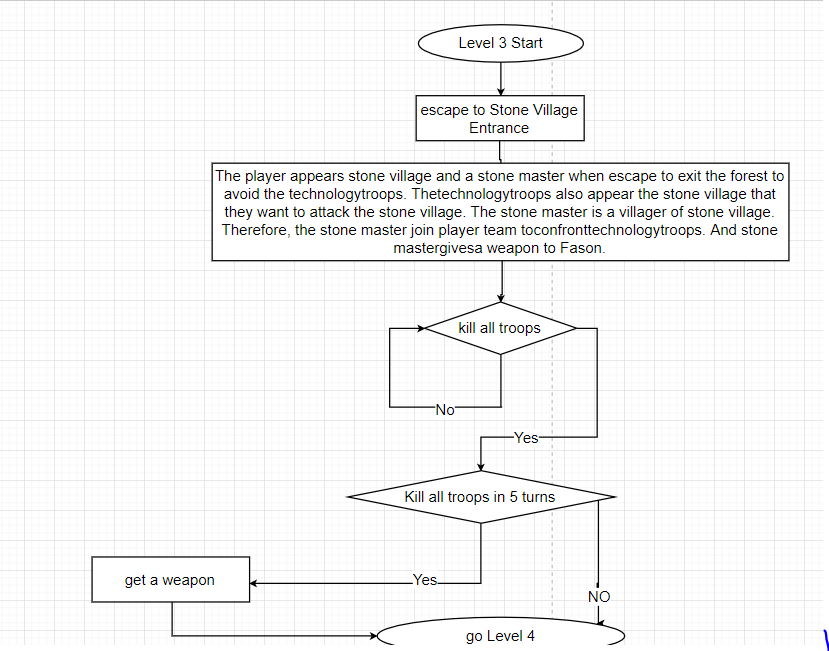 Level 3 Start
escape to Stone Village
Entrance
The player appears stone village and a stone master when escape to exit the forest to
avoid the technologytroops. Thetechnologytroops also appear the stone village that
they want to attack the stone village. The stone master is a villager of stone village.
Therefore, the stone master join player team toconfronttechnologytroops. And stone
mastergivesa weapon to Fason.
kill all troops
No
Yes
Kill all troops in 5 turns
get a weapon
Yes
NO
go Level 4